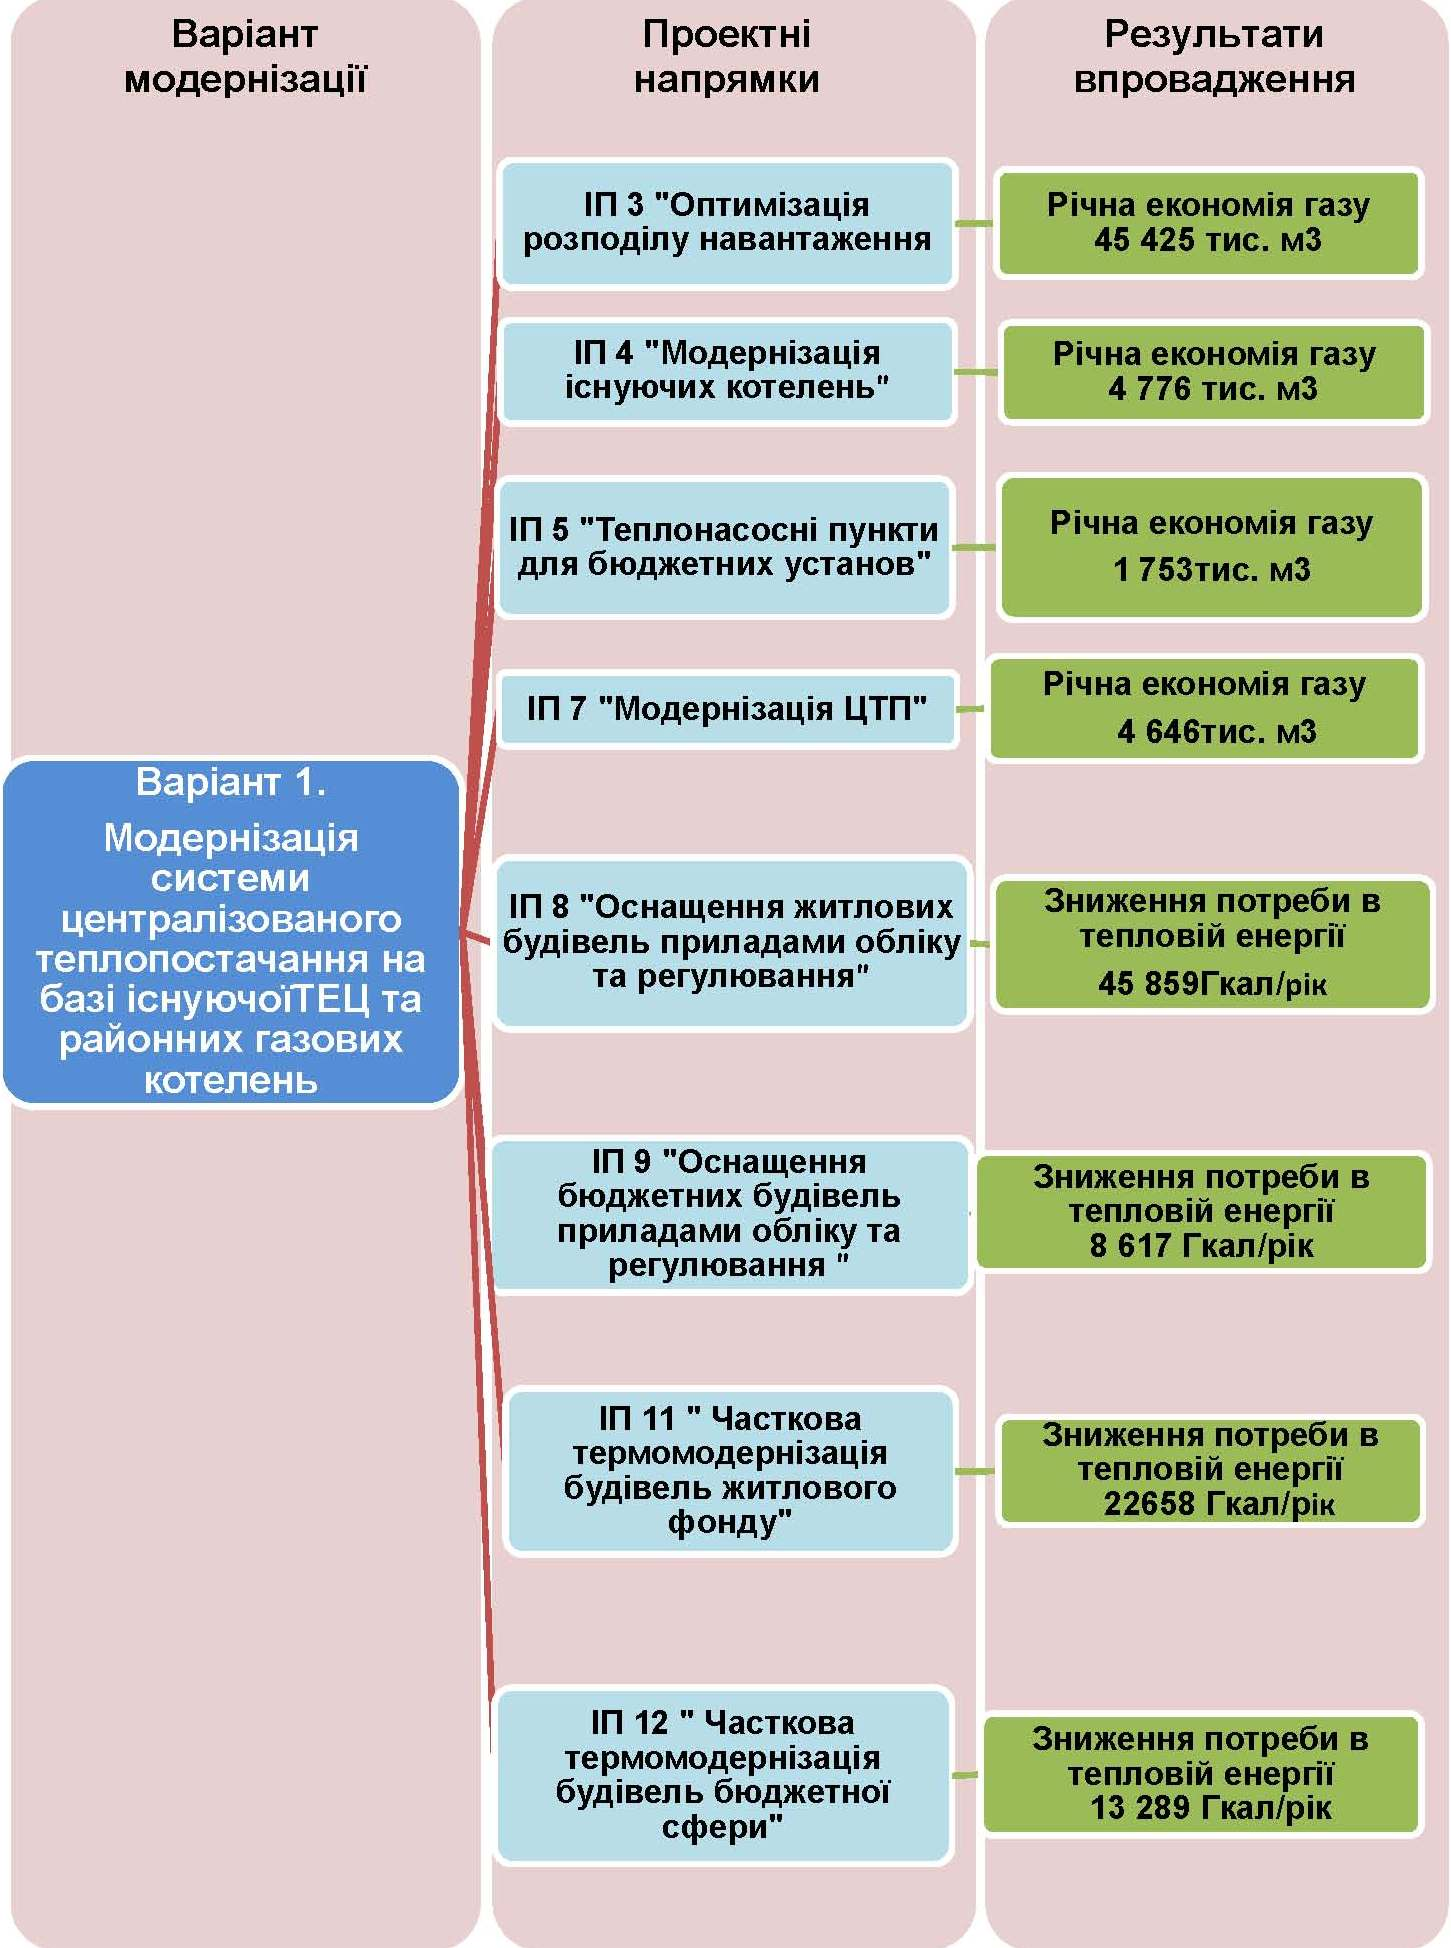 Варіант
модернізації
Проектні
напрямки
Результати
впровадження
Варіант 1.
Модернізація
системи
централізованого
теплопостачання на
базі існуючоїТЕЦ та
районних газових
котелень
ІП 3 "Оптимізація
розподілу навантаження
Річна економія газу
45 425 тис. м3
ІП 4 "Модернізація
існуючих котелень"
Річна економія газу
4 776 тис. м3
ІП 5 "Теплонасосні пункти
для бюджетних установ"
Річна економія газу
1 753тис. м3
ІП 7 "Модернізація ЦТП"
Річна економія газу
4 646тис. м3
ІП 8 "Оснащення житлових
будівель приладами обліку
та регулювання"
Зниження потреби в
тепловій енергії
45 859Гкал/рік
ІП 9 "Оснащення
бюджетних будівель
приладами обліку та
регулювання "
Зниження потреби в
тепловій енергії
8 617 Гкал/рік
ІП 11 " Часткова
термомодернізація
будівель житлового
фонду"
Зниження потреби в
тепловій енергії
22658 Гкал/рік
ІП 12 " Часткова
термомодернізація
будівель бюджетної
сфери"
Зниження потреби в
тепловій енергії
13 289 Гкал/рік